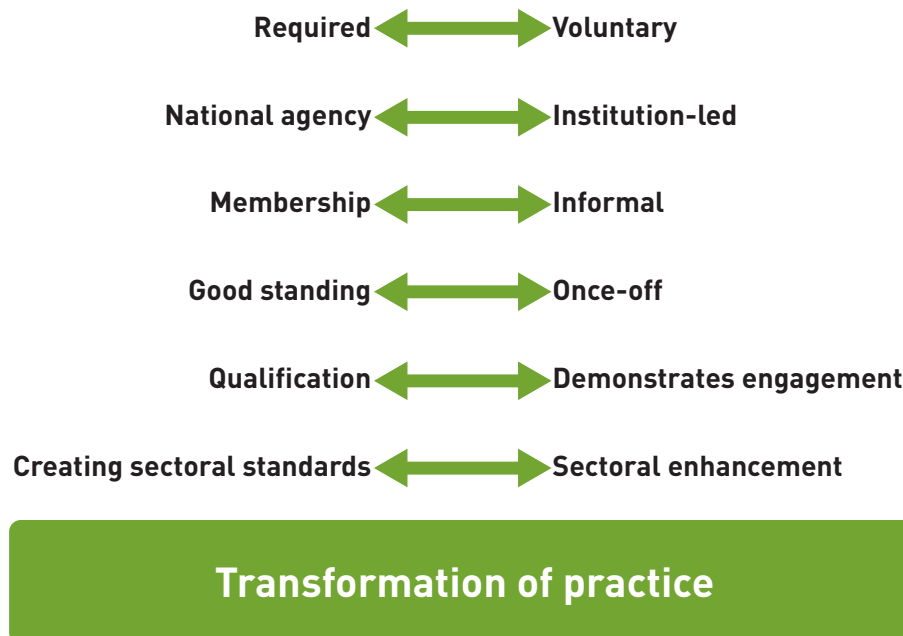 Required Voluntary
National agency Institution-led
Membership Informal
Good standing Once-off
Qualification Demonstrates engagement
Creating sectoral standards Sectoral enhancement
Transformation of practice